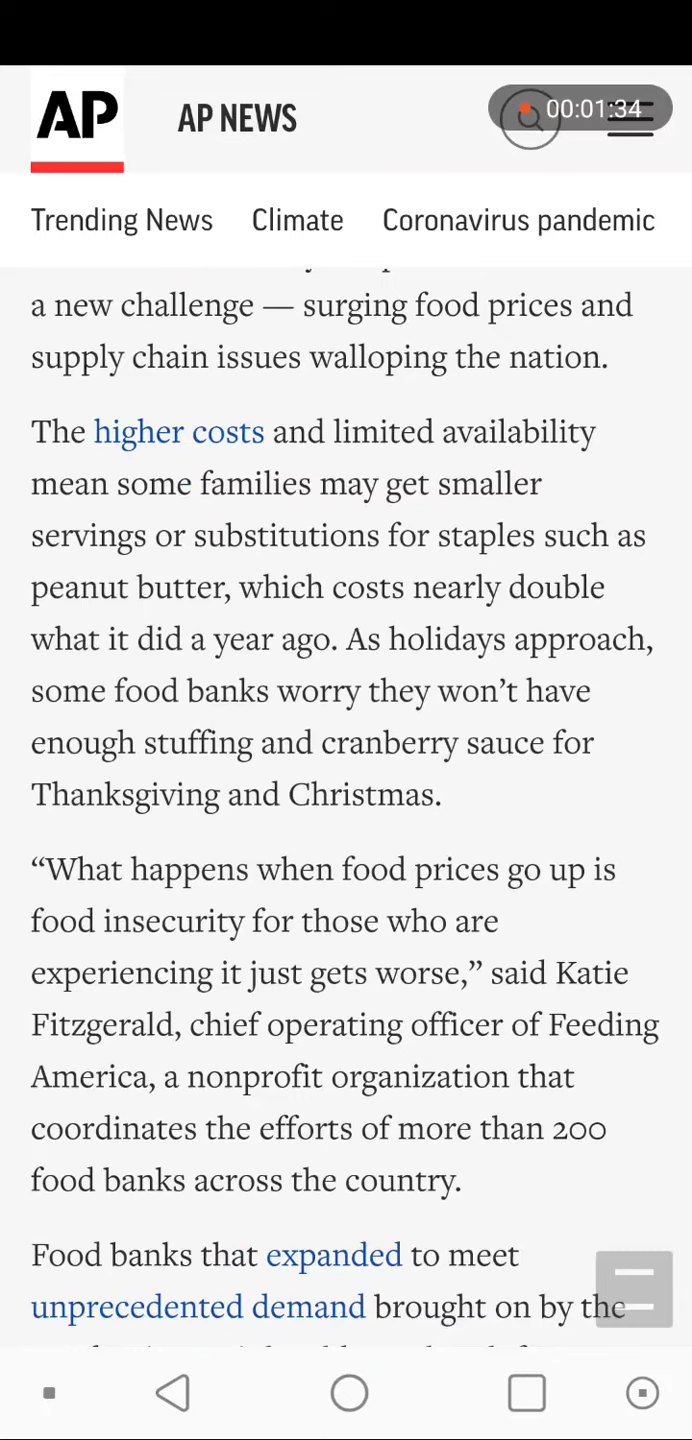 AP
AP NEWS
00:01:34
Trending News Climate Coronavirus pandemic
a new challenge — surging food prices and
supply chain issues walloping the nation.
The higher costs and limited availability
mean some families may get smaller
servings or substitutions for staples such as
peanut butter, which costs nearly double
what it did a year ago. As holidays approach,
some food banks worry they won’t have
enough stuffing and cranberry sauce for
Thanksgiving and Christmas.
“What happens when food prices go up is
food insecurity for those who are
experiencing it just gets worse,” said Katie
Fitzgerald, chief operating officer of Feeding
America, a nonprofit organization that
coordinates the efforts of more than 200
food banks across the country.
Food banks that expanded to meet
unprecedented demand brought on by the